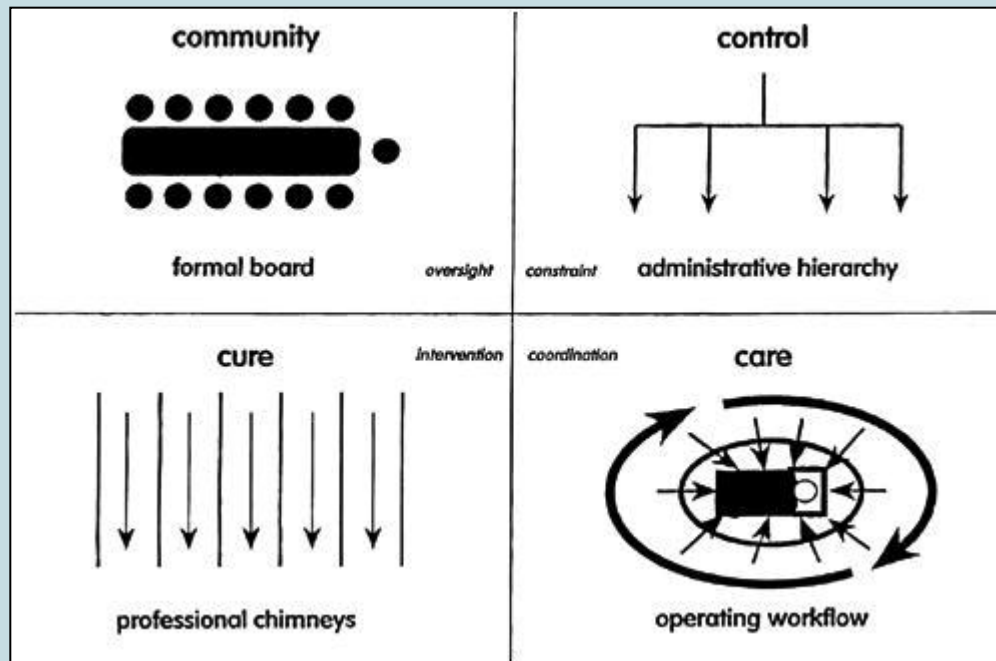 community
control
formal board
oversight
constraint
administrative hierarchy
cure
intervention
coordination
care
professional chimneys
operating workflow